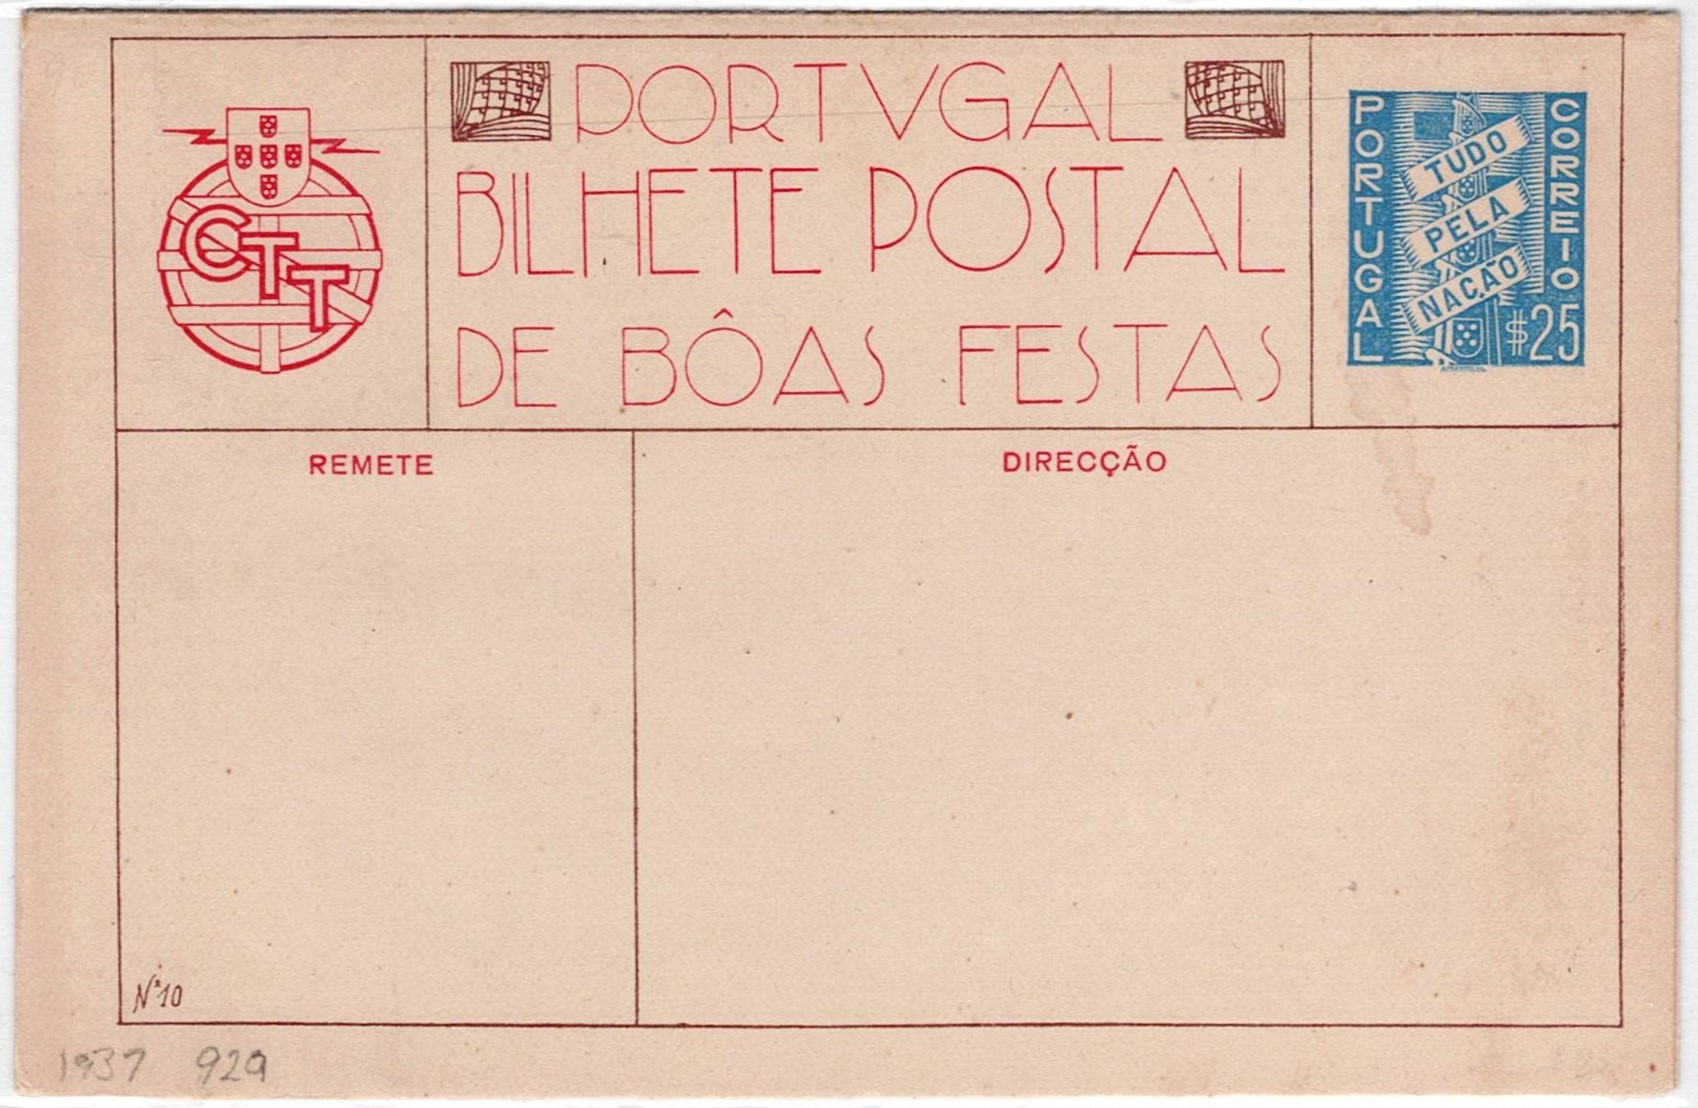 PORTVGAL
BILHETE POSTAL
DE BÔAS FESTAS
CTT
PORTUGAL
CORREIO
TUDO
PELA
NAÇÃO
$25
REMETE
DIRECÇÃO
Nº10
1937 929